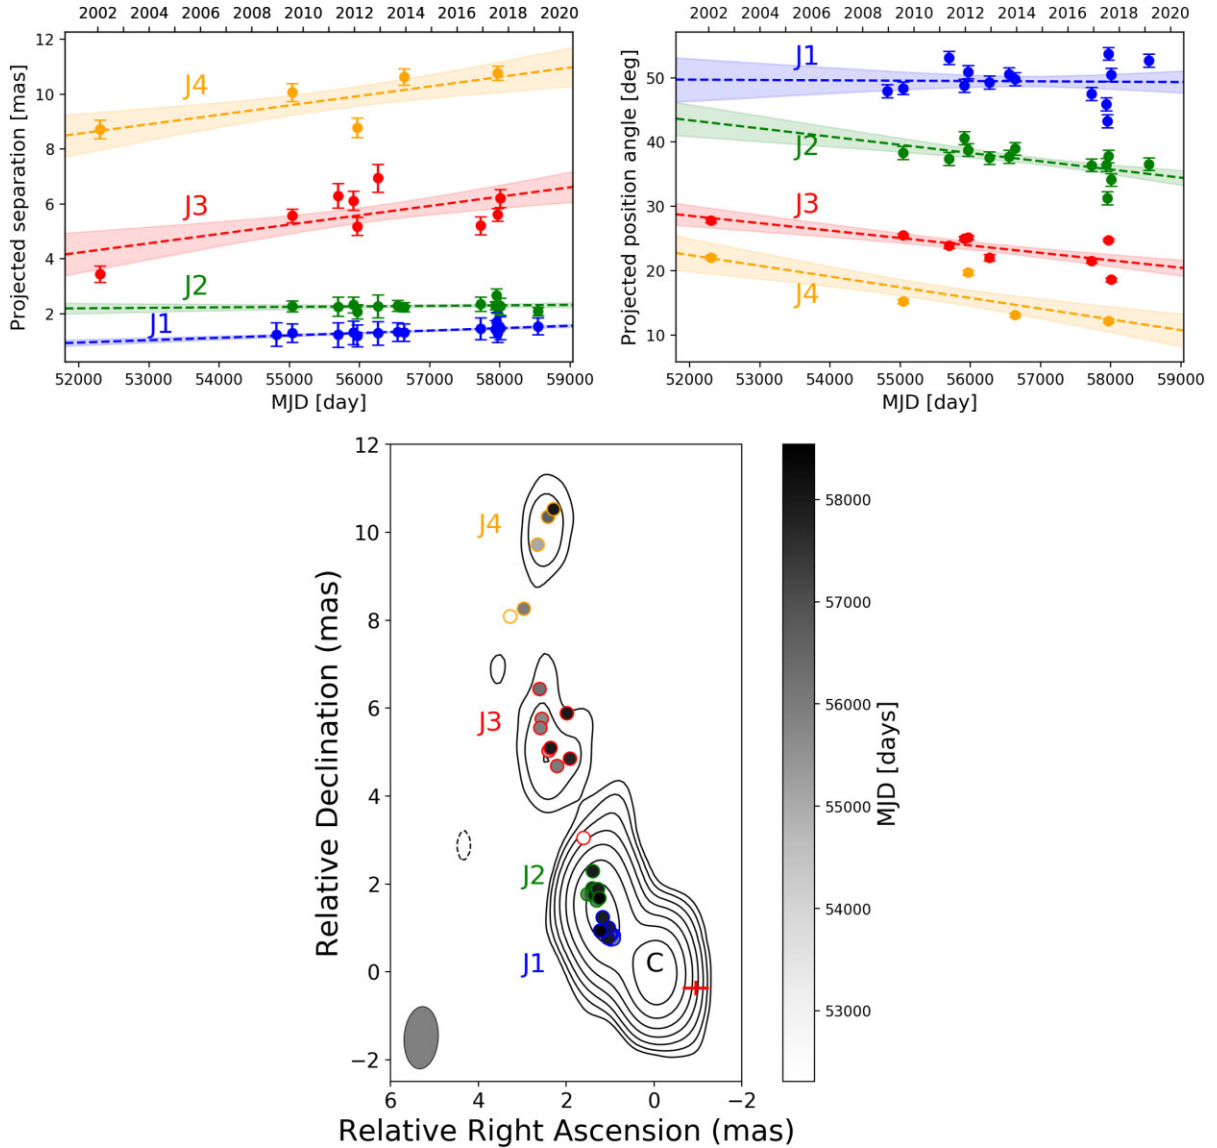 2002 2004 2006 2008 2010 2012 2014 2016 2018 2020
Projected separation [mas]
12
10
8
6
4
2
J4
J3
J2
J1
52000 53000 54000 55000 56000 57000 58000 59000
MJD [day]
2002 2004 2006 2008 2010 2012 2014 2016 2018 2020
Projected position angle [deg]
50
40
30
20
10
J1
J2
J3
J4
52000 53000 54000 55000 56000 57000 58000 59000
MJD [day]
Relative Declination (mas)
12
10
8
6
4
2
0
−2
J4
J3
J2
J1
C
6 4 2 0 −2
Relative Right Ascension (mas)
58000
57000
56000
55000
54000
53000
MJD [days]